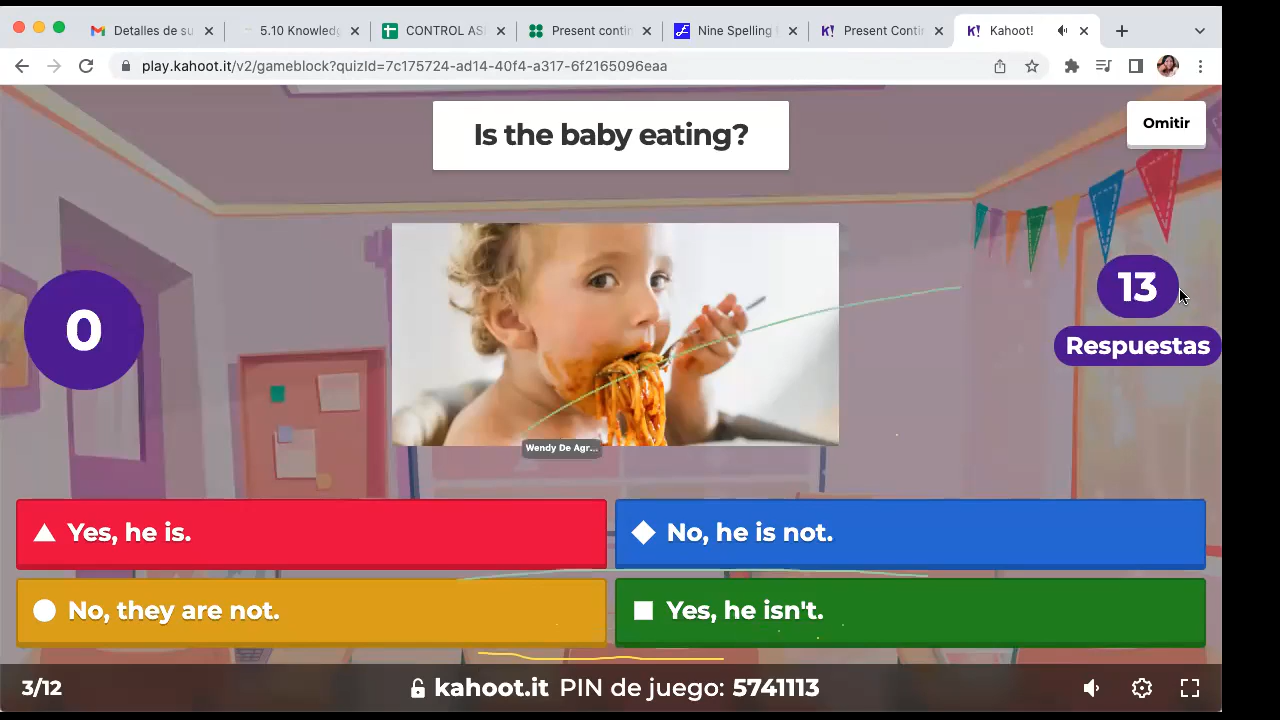 Detalles de su
5.10 Knowledg
CONTROL AS
Present contin
Nine Spelling
Present Contin
Kahoot!
play.kahoot.it/v2/gameblock?quizId=7c175724-ad14-40f4-a317-6f2165096eaa
Is the baby eating?
Omitir
0
13
Respuestas
Wendy De Agr...
Yes, he is.
No, he is not.
No, they are not.
Yes, he isn't.
3/12
kahoot.it PIN de juego: 5741113